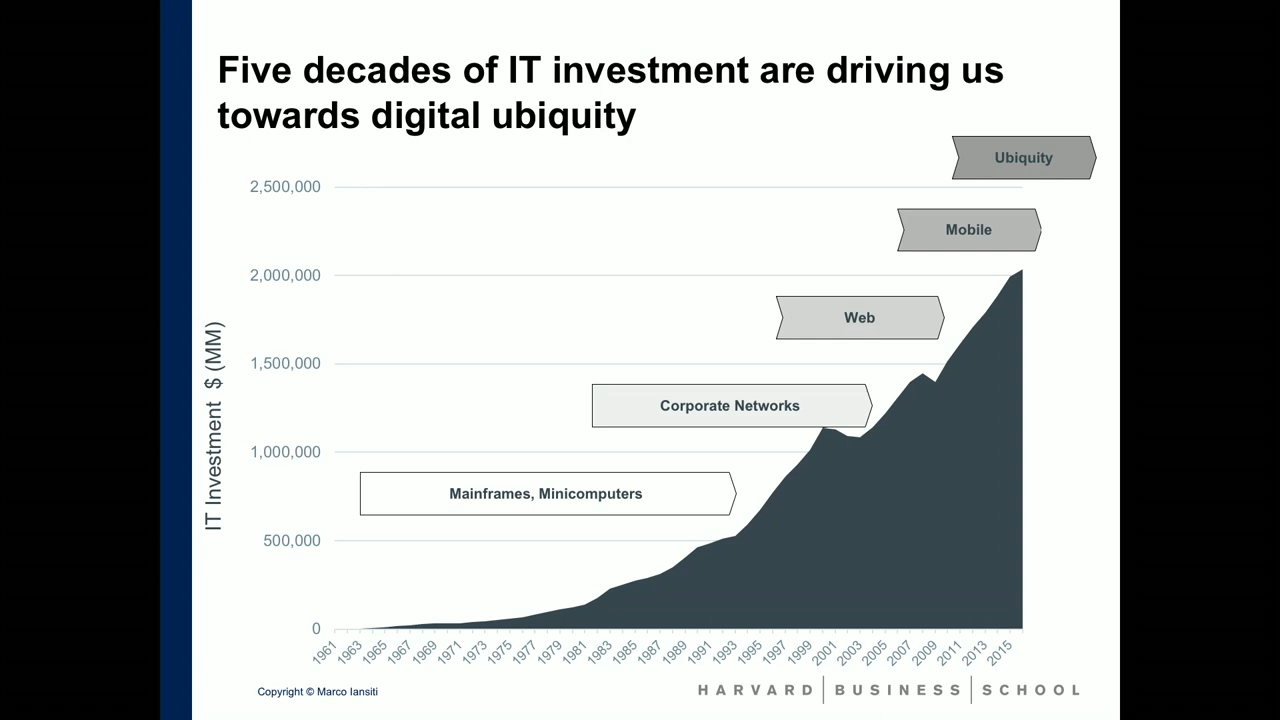 Five decades of IT investment are driving us
towards digital ubiquity
Ubiquity
2,500,000
Mobile
2,000,000
Web
1,500,000
Corporate Networks
1,000,000
Mainframes, Minicomputers
500,000
0
IT Investment $ (MM)
1961 1963 1965 1967 1969 1971 1973 1975 1977 1979 1981 1983 1985 1987 1989 1991 1993 1995 1997 1999 2001 2003 2005 2007 2009 2011 2013 2015
Copyright © Marco Iansiti
HARVARD | BUSINESS | SCHOOL